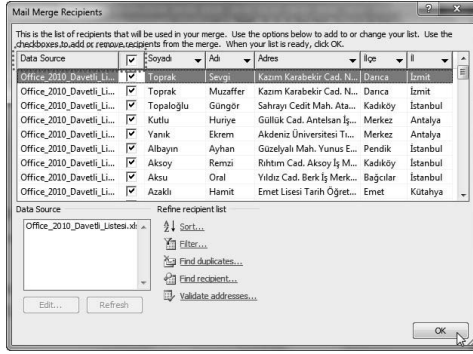 Mail Merge Recipients
This is the list of recipients that will be used in your merge. Use the options below to add to or change your list. Use the
checkboxes to add or remove recipients from the merge. When your list is ready, click OK.
Data Source Soyadı Adı Adres İlçe İl
Office_2010_Davetli_Li... Toprak Sevgi Kazım Karabekir Cad. N... Darıca İzmit
Office_2010_Davetli_Li... Toprak Muzaffer Kazım Karabekir Cad. N... Darıca İzmit
Office_2010_Davetli_Li... Topaloğlu Güngör Sahrayı Cedit Mah. Ata... Kadıköy İstanbul
Office_2010_Davetli_Li... Kutlu Huriye Güllük Cad. Antelsan İş... Merkez Antalya
Office_2010_Davetli_Li... Yanık Ekrem Akdeniz Üniversitesi Tı... Merkez Antalya
Office_2010_Davetli_Li... Albayın Ayhan Güzelyalı Mah. Yunus E... Pendik İstanbul
Office_2010_Davetli_Li... Aksoy Remzi Rıhtım Cad. Aksoy İş M... Kadıköy İstanbul
Office_2010_Davetli_Li... Aksu Oral Yıldız Cad. Berk İş Merk... Bağcılar İstanbul
Office_2010_Davetli_Li... Azaklı Hamit Emet Lisesi Tarih Öğret... Emet Kütahya
Data Source Refine recipient list
Office_2010_Davetli_Listesi.xls
Sort...
Filter...
Find duplicates...
Find recipient...
Validate addresses...
Edit... Refresh
OK